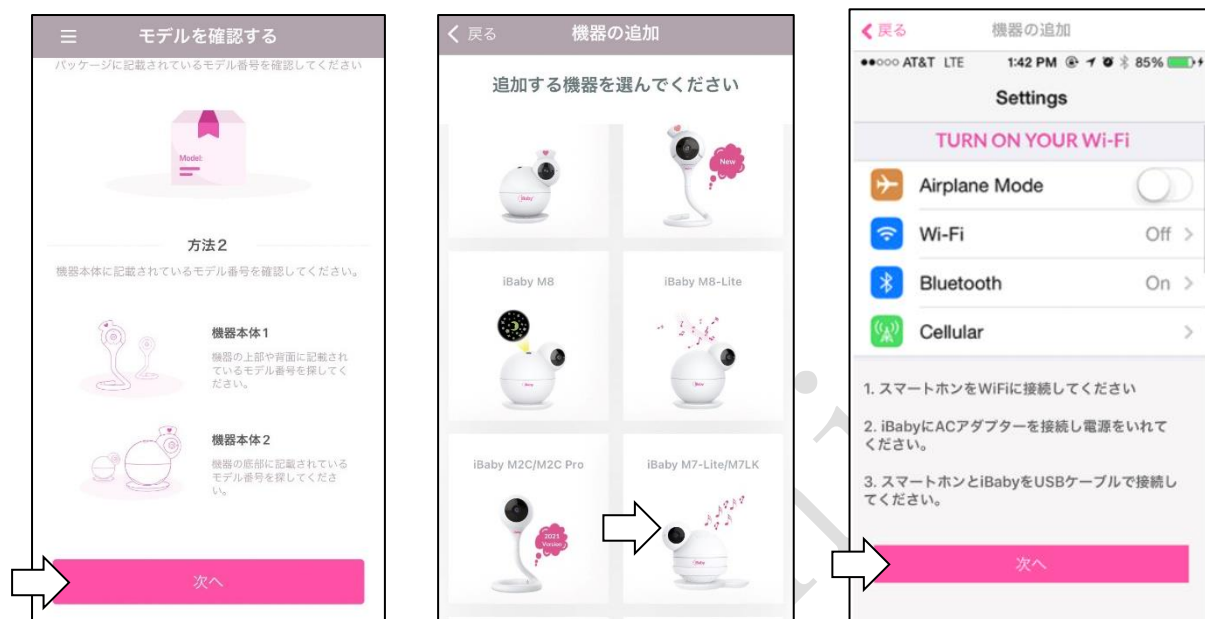 モデルを確認する
パッケージに記載されているモデル番号を確認してください
Model:
方法2
機器本体に記載されているモデル番号を確認してください。
機器本体1
機器の上部や背面に記載され
ているモデル番号を探してく
ださい。
機器本体2
機器の底部に記載されている
モデル番号を探してくださ
い。
次へ
戻る
機器の追加
追加する機器を選んでください
New
iBaby
iBaby M8
iBaby M8-Lite
iBaby M2C/M2C Pro
iBaby M7-Lite/M7LK
2021
Version
戻る
機器の追加
AT&T LTE 1:42 PM 85%
Settings
TURN ON YOUR Wi-Fi
Airplane Mode
Wi-Fi Off
Bluetooth On
Cellular
1. スマートホンをWiFiに接続してください
2. iBabyにACアダプターを接続し電源をいれて
ください。
3. スマートホンとiBabyをUSBケーブルで接続し
てください。
次へ